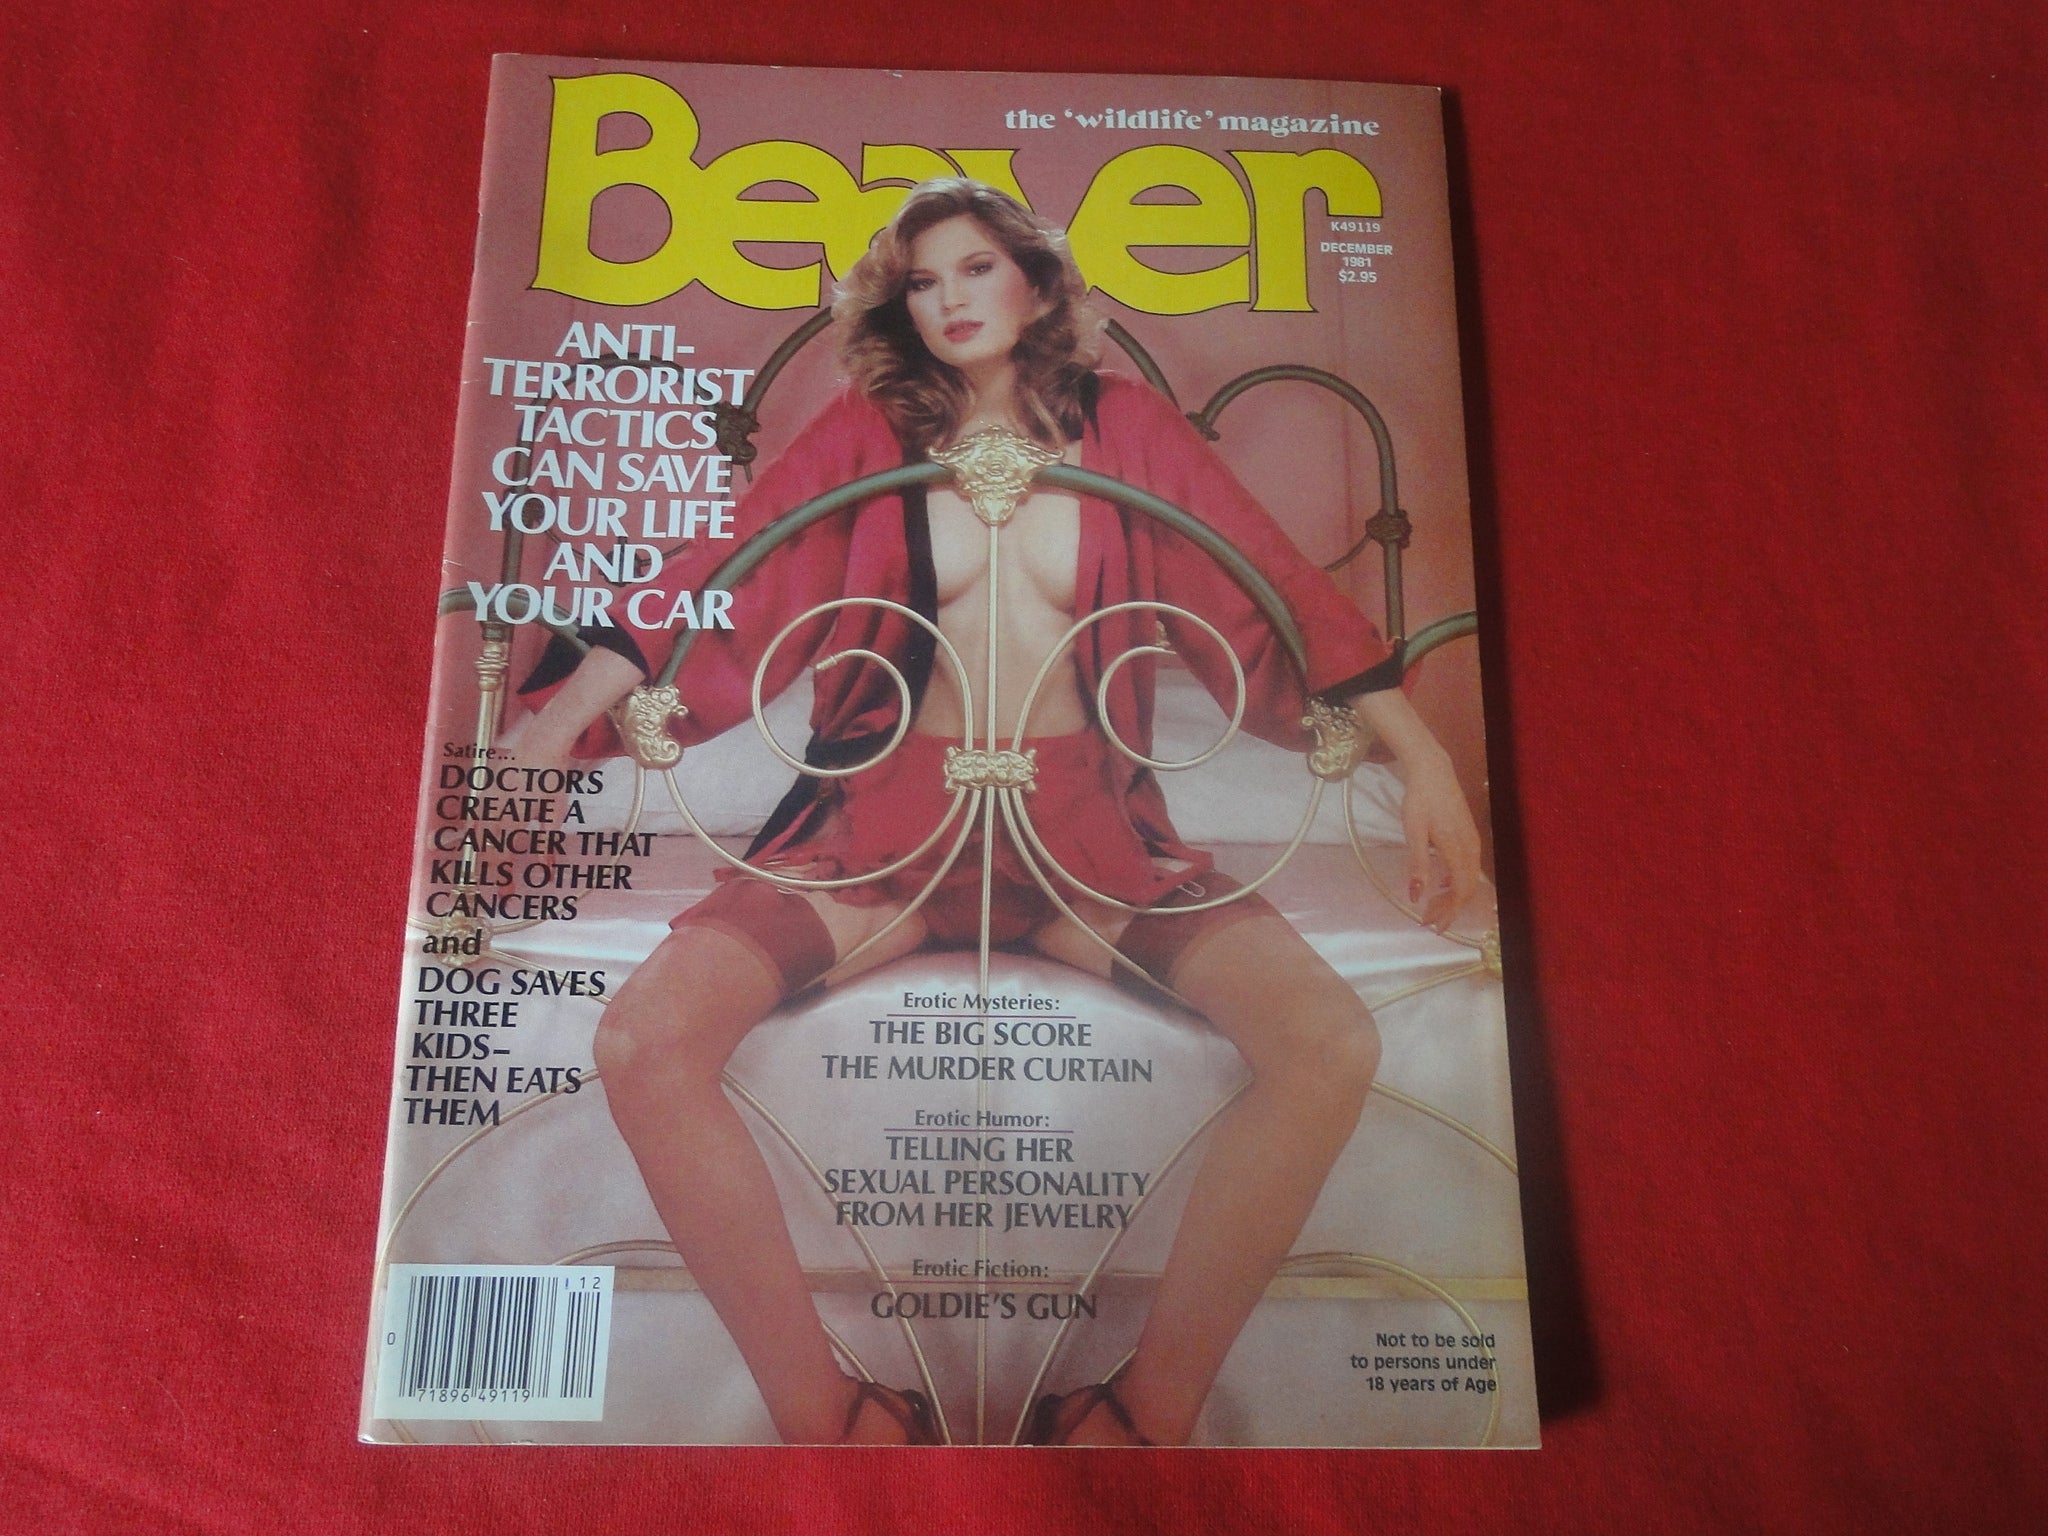 the 'wildlife' magazine
Beaver
K49119
DECEMBER
1981
$2.95
ANTI-
TERRORIST
TACTICS
CAN SAVE
YOUR LIFE
AND
YOUR CAR
Satire...
DOCTORS
CREATE A
CANCER THAT
KILLS OTHER
CANCERS
and
DOG SAVES
THREE
KIDS–
THEN EATS
THEM
Erotic Mysteries:
THE BIG SCORE
THE MURDER CURTAIN
Erotic Humor:
TELLING HER
SEXUAL PERSONALITY
FROM HER JEWELRY
Erotic Fiction:
GOLDIE'S GUN
12
0
71896 49119
Not to be sold
to persons under
18 years of Age